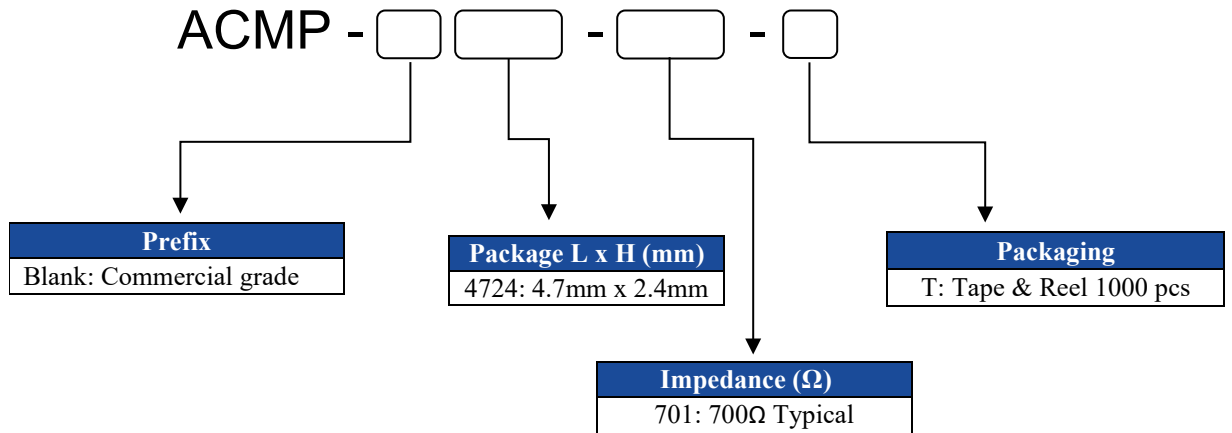 ACMP - -  -
Prefix
Blank: Commercial grade
Package L x H (mm)
4724: 4.7mm x 2.4mm
Packaging
T: Tape & Reel 1000 pcs
Impedance (Ω)
701: 700Ω Typical